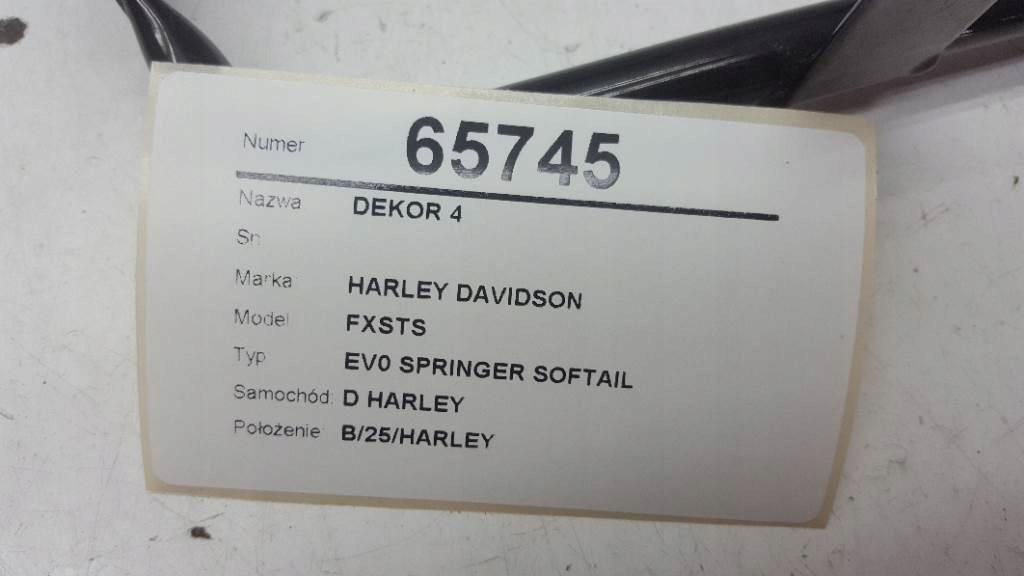 Numer 65745
Nazwa DEKOR 4
Sn
Marka HARLEY DAVIDSON
Model FXSTS
Typ EV0 SPRINGER SOFTAIL
Samochód: D HARLEY
Położenie B/25/HARLEY